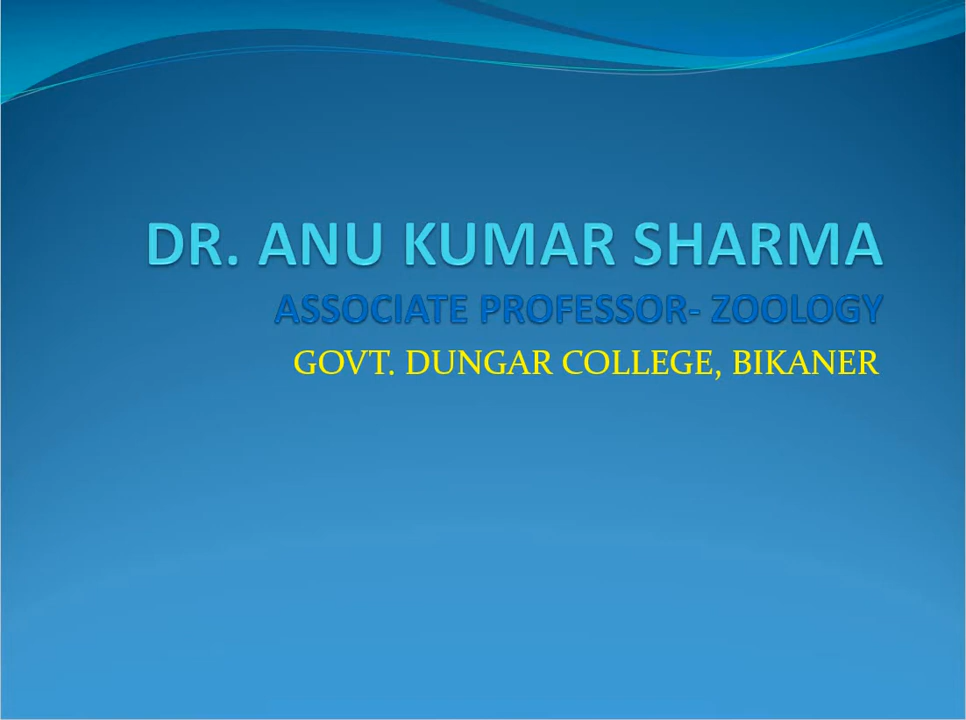 DR. ANU KUMAR SHARMA
ASSOCIATE PROFESSOR- ZOOLOGY
GOVT. DUNGAR COLLEGE, BIKANER